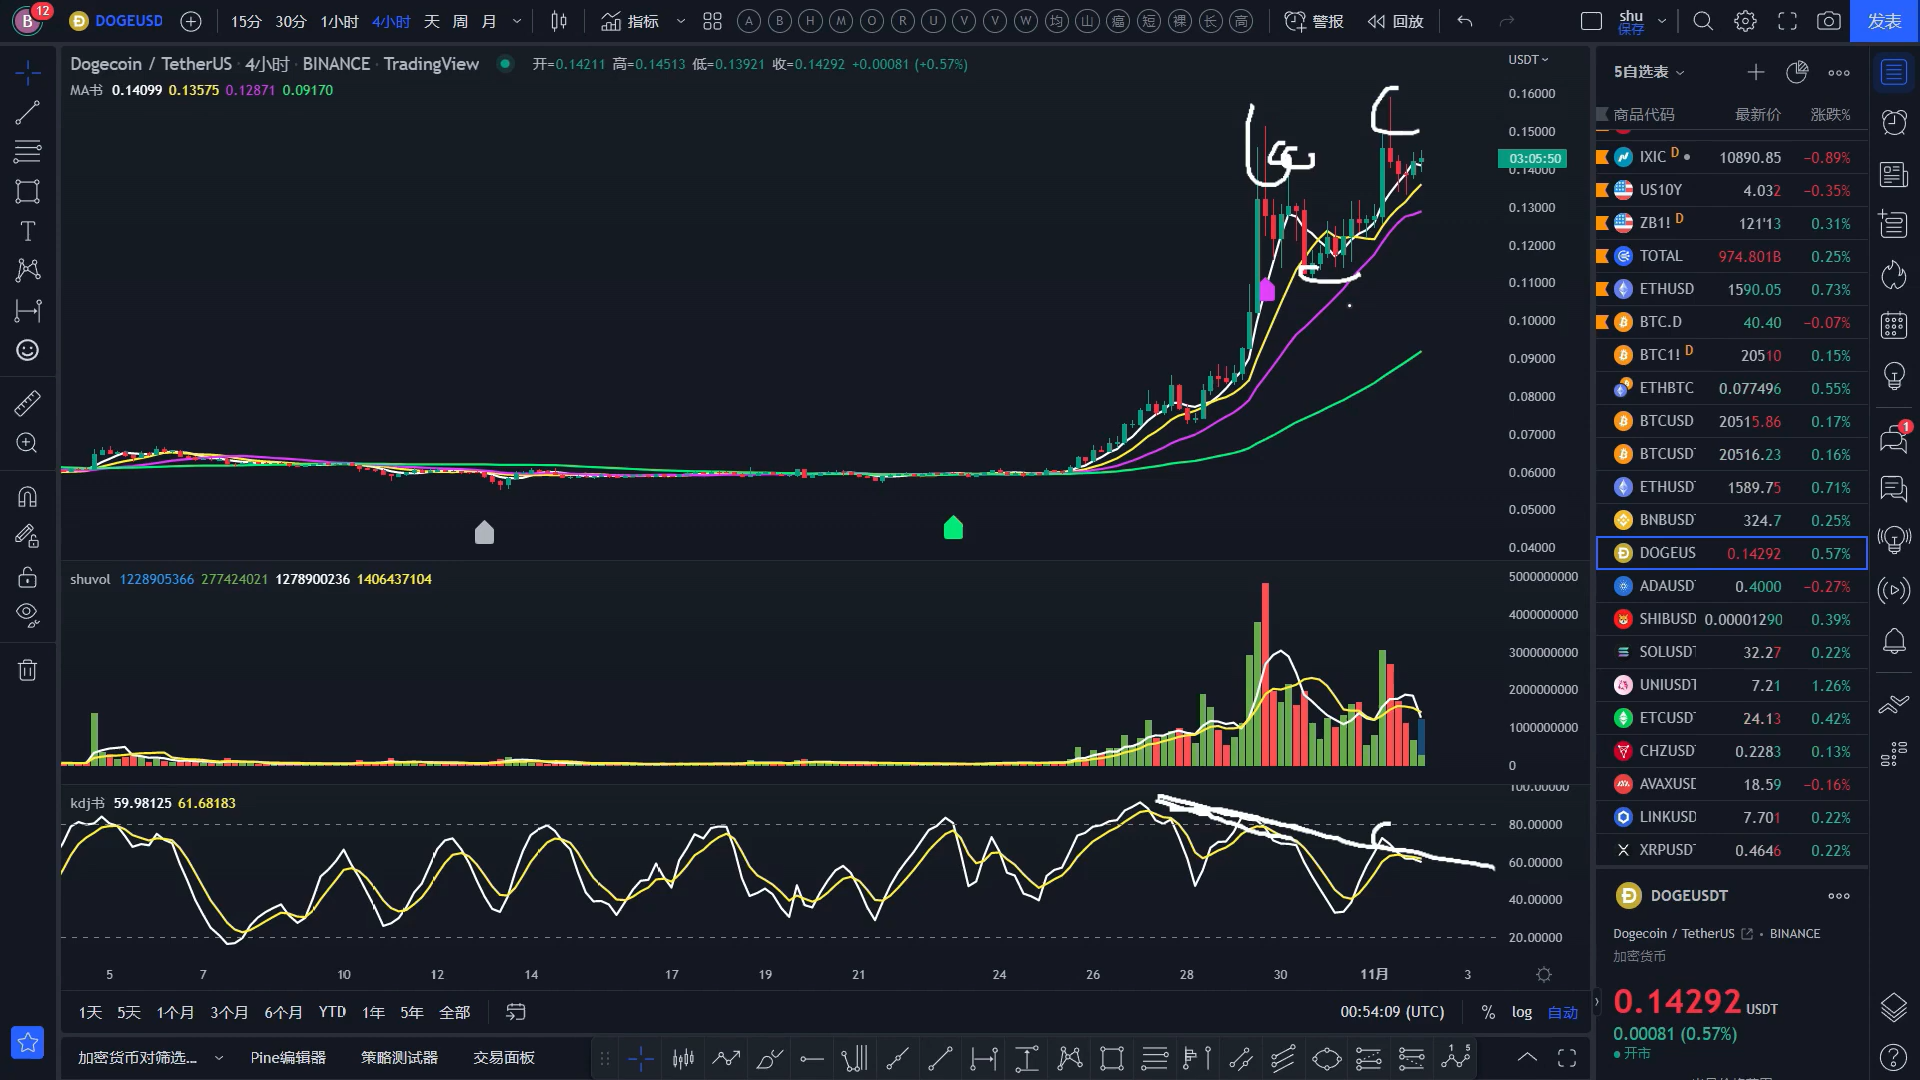 B 12 DOGEUSD 15分 30分 1小时 4小时 天 周 月 指标 A B H M O R U V V W 均 山 短 裸 长 高 警报 回放 shu 保存 发表
Dogecoin / TetherUS · 4小时 · BINANCE · TradingView 开=0.14211 高=0.14513 低=0.13921 收=0.14292 +0.00081 (+0.57%)
MA书 0.14099 0.13575 0.12871 0.09170
USDT
0.16000
0.15000
03:05:50
0.14000
0.13000
0.12000
0.11000
0.10000
0.09000
0.08000
0.07000
0.06000
0.05000
0.04000
shuvol 1228905366 277424021 1278900236 1406437104
5000000000
4000000000
3000000000
2000000000
1000000000
0
kdj书 59.98125 61.68183
100.00000
80.00000
60.00000
40.00000
20.00000
5 7 10 12 14 17 19 21 24 26 28 30 11月 3
1天 5天 1个月 3个月 6个月 YTD 1年 5年 全部 00:54:09 (UTC) % log 自动
加密货币对筛选... Pine编辑器 策略测试器 交易面板
5自选表
商品代码 最新价 涨跌%
IXIC D 10890.85 −0.89%
US10Y 4.032 −0.35%
ZB1! D 121'13 0.31%
TOTAL 974.801B 0.25%
ETHUSD 1590.05 0.73%
BTC.D 40.40 −0.07%
BTC1! D 20510 0.15%
ETHBTC 0.077496 0.55%
BTCUSD 20515.86 0.17%
BTCUSD 20516.23 0.16%
ETHUSD 1589.75 0.71%
BNBUSD 324.7 0.25%
DOGEUS 0.14292 0.57%
ADAUSD 0.4000 −0.27%
SHIBUSD 0.00001290 0.39%
SOLUSDT 32.27 0.22%
UNIUSDT 7.21 1.26%
ETCUSD 24.13 0.42%
CHZUSD 0.2283 0.13%
AVAXUSD 18.59 −0.16%
LINKUSD 7.701 0.22%
XRPUSD 0.4646 0.22%
DOGEUSDT
Dogecoin / TetherUS • BINANCE
加密货币
0.14292 USDT
0.00081 (0.57%)
开市
1